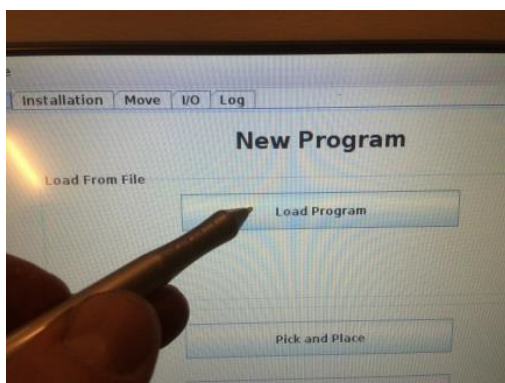 Installation Move I/O Log
New Program
Load From File
Load Program
Pick and Place